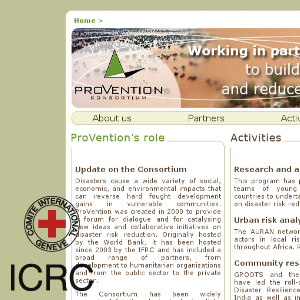 Home >
Working in part
to build
and reduce
PROVENTION
CONSORTIUM
About us
Partners
Activi
ProVention's role
Activities
Update on the Consortium
Disasters cause a wide variety of social,
economic, and environmental impacts that
can reverse hard fought development
gains in vulnerable communities.
ProVention was created in 2000 to provide
forum for dialogue and for catalysing
new ideas and collaborative initiatives on
disaster risk reduction. Originally hosted
by the World Bank, it has been hosted
since 2003 by the IFRC and has included a
broad range of partners, from
development to humanitarian organizations
and from the public sector to the private
sector.
The Consortium has been widely
Research and a
This program has p
teams of young
countries to underta
on disaster risk red
Urban risk analy
The AURAN networ
actors in local ris
throughout Africa. F
Community resi
GROOTS and the
have led the roll-
Disaster Resilience
India as well as
COMITE INTERNATIONAL
GENEVE
ICRC